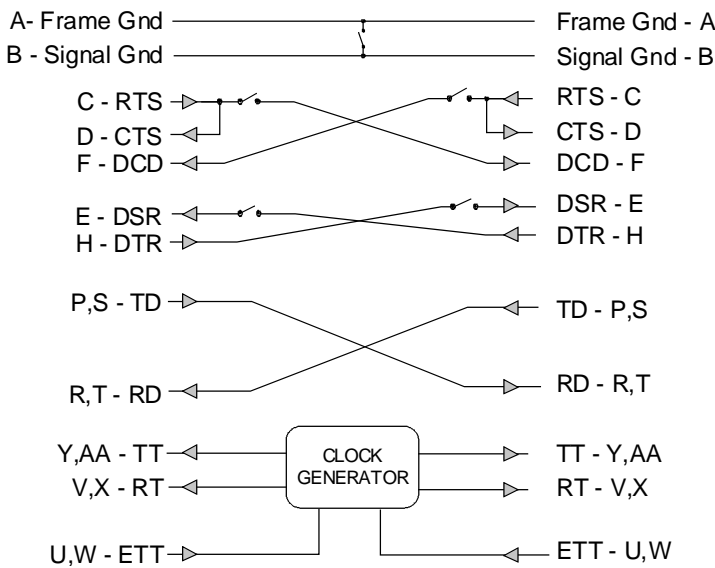 A- Frame Gnd
Frame Gnd - A
B - Signal Gnd
Signal Gnd - B
C - RTS
RTS - C
D - CTS
CTS - D
F - DCD
DCD - F
E - DSR
DSR - E
H - DTR
DTR - H
P,S - TD
TD - P,S
R,T - RD
RD - R,T
Y,AA - TT
CLOCK
GENERATOR
TT - Y,AA
V,X - RT
RT - V,X
U,W - ETT
ETT - U,W